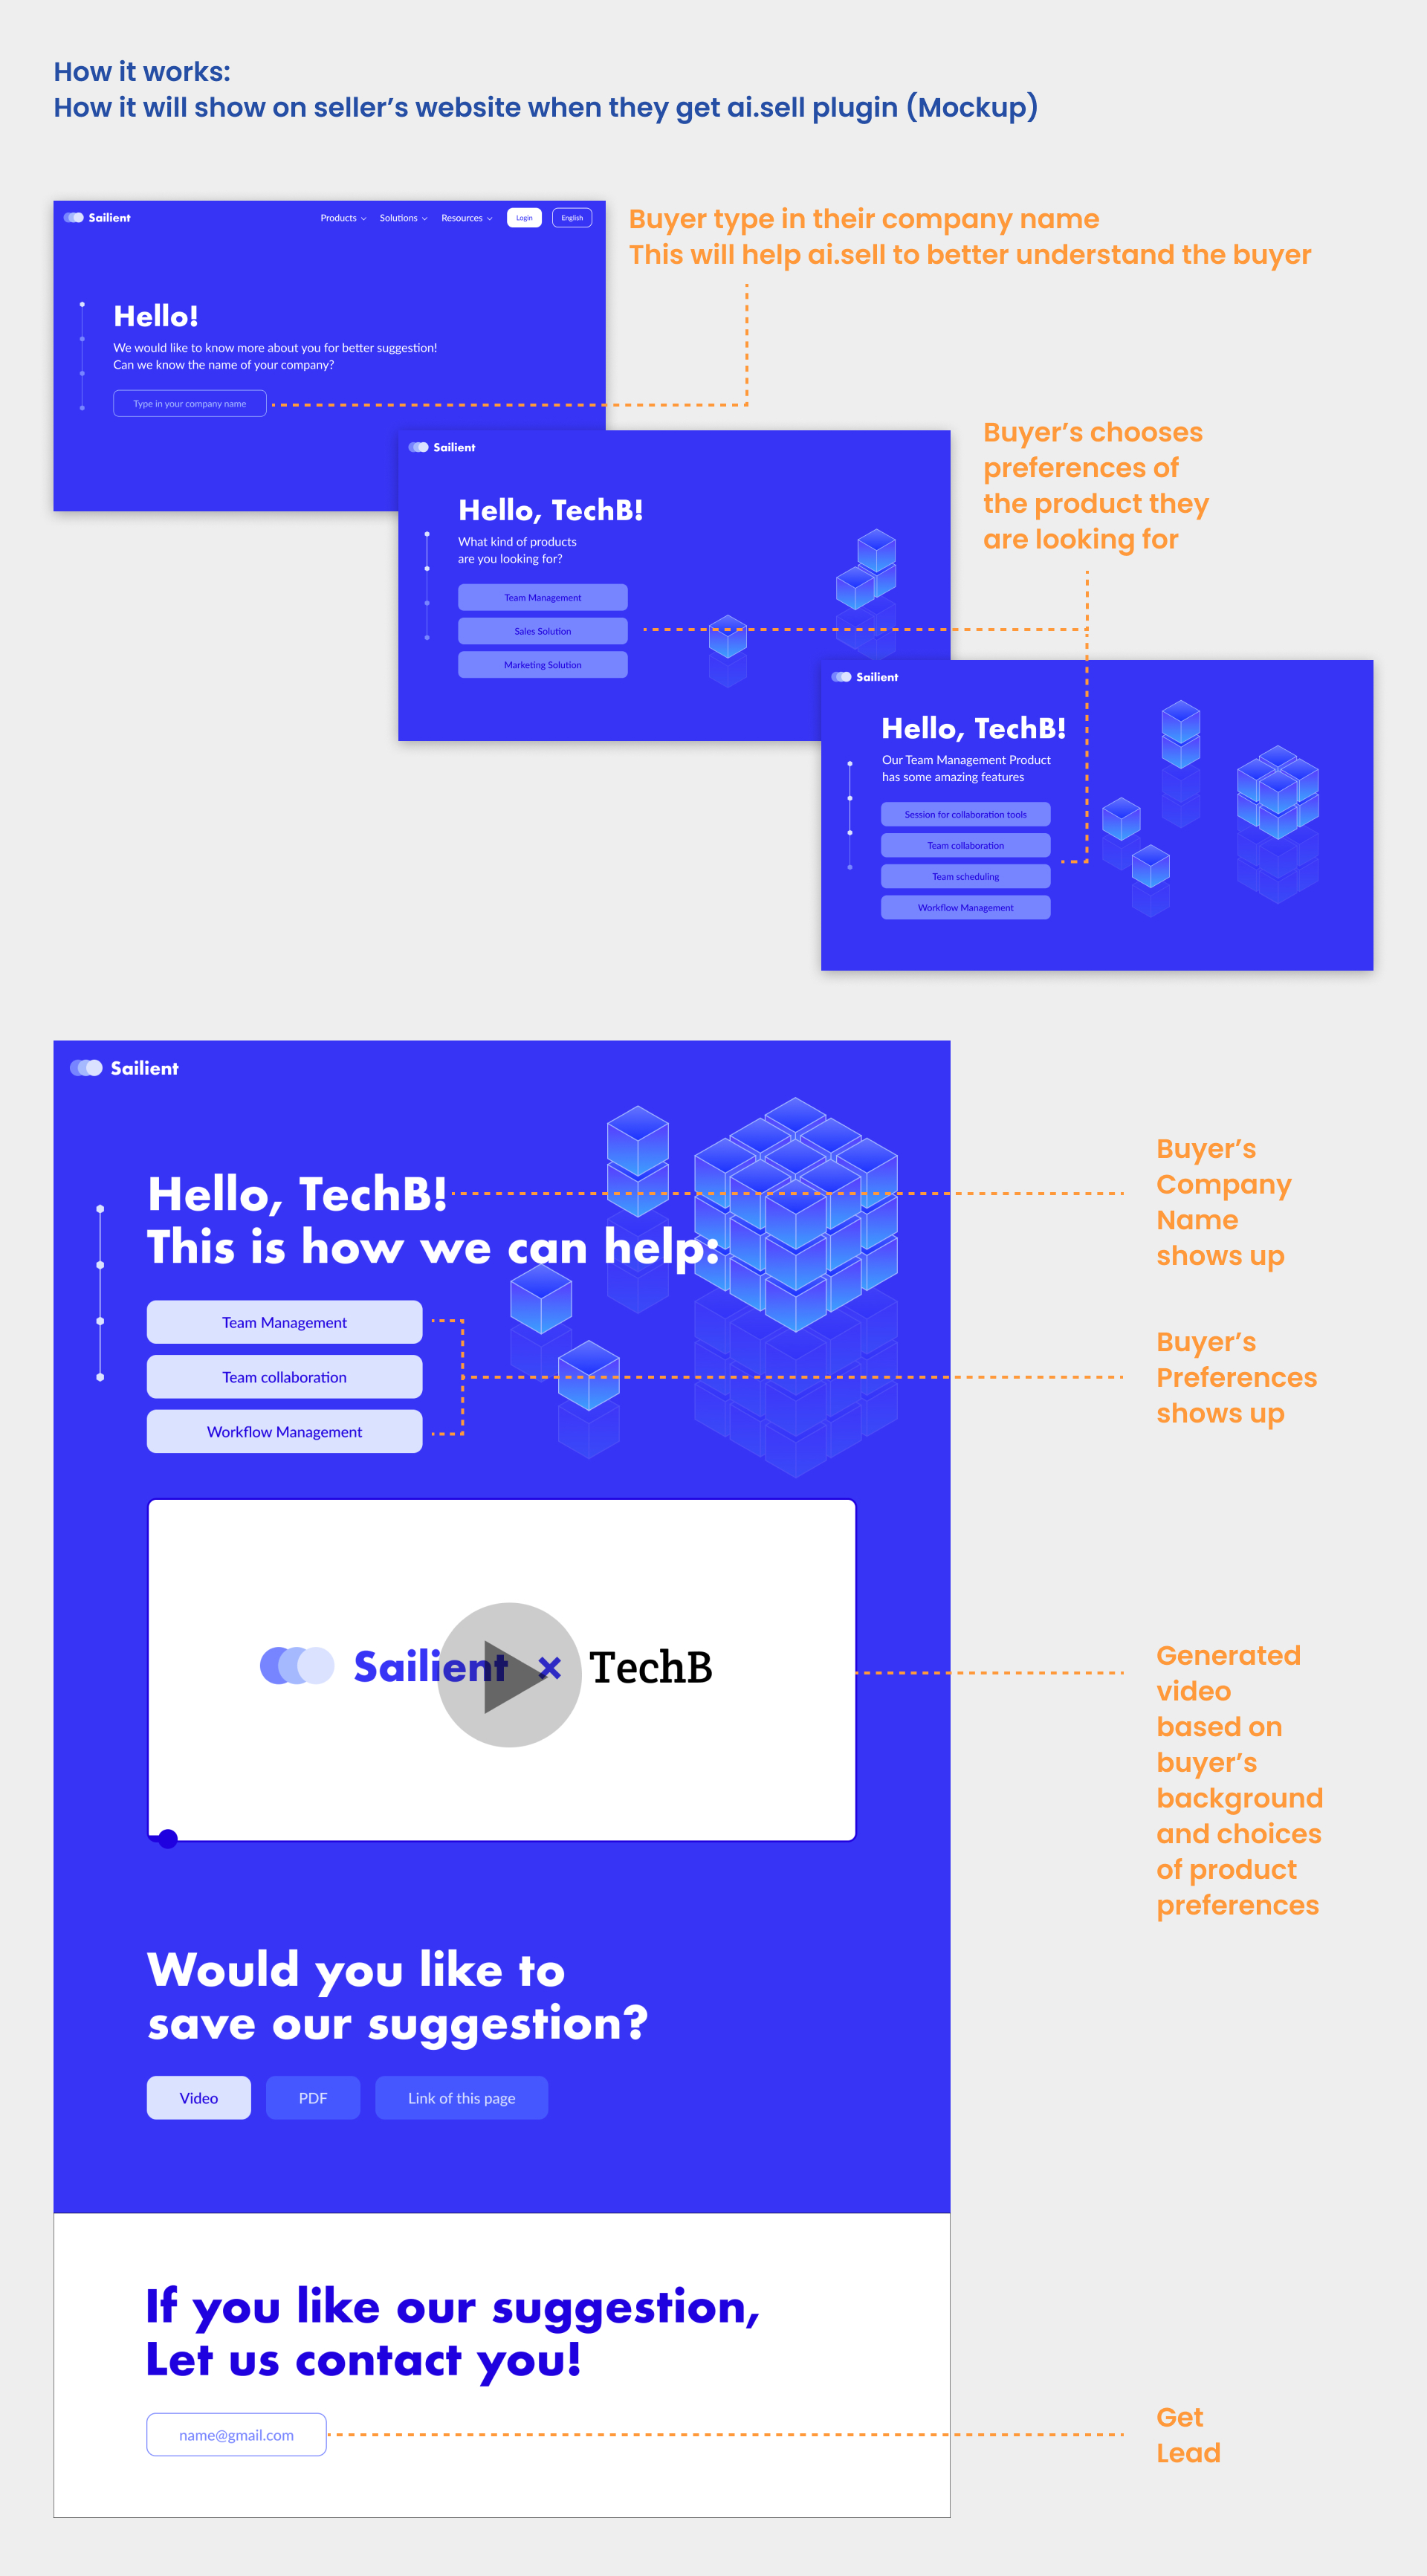 How it works:
How it will show on seller’s website when they get ai.sell plugin (Mockup)
Sailient
Products
Solutions
Resources
Login
English
Hello!
We would like to know more about you for better suggestion!
Can we know the name of your company?
Type in your company name
Buyer type in their company name
This will help ai.sell to better understand the buyer
Sailient
Hello, TechB!
What kind of products
are you looking for?
Team Management
Sales Solution
Marketing Solution
Buyer’s chooses
preferences of
the product they
are looking for
Sailient
Hello, TechB!
Our Team Management Product
has some amazing features
Session for collaboration tools
Team collaboration
Team scheduling
Workflow Management
Sailient
Hello, TechB!
This is how we can help:
Team Management
Team collaboration
Workflow Management
Buyer’s
Company
Name
shows up
Buyer’s
Preferences
shows up
Sailient × TechB
Generated
video
based on
buyer’s
background
and choices
of product
preferences
Would you like to
save our suggestion?
Video
PDF
Link of this page
If you like our suggestion,
Let us contact you!
name@gmail.com
Get
Lead